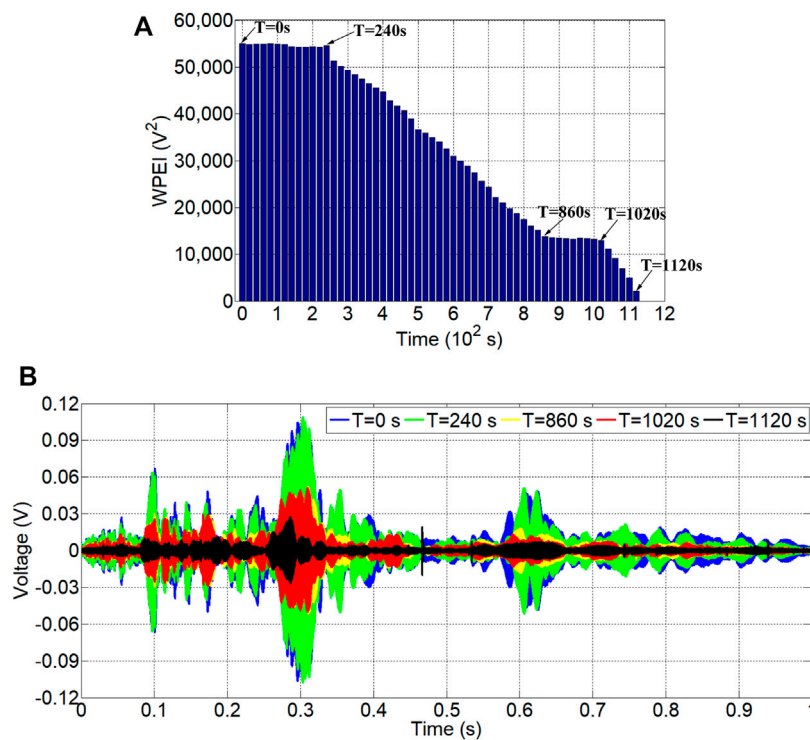 A
60,000
50,000
40,000
30,000
20,000
10,000
0
WPEI (V²)
T=0s
T=240s
T=860s
T=1020s
T=1120s
0 1 2 3 4 5 6 7 8 9 10 11 12
Time (10² s)
B
0.12
0.09
0.06
0.03
0
-0.03
-0.06
-0.09
-0.12
Voltage (V)
T=0 s T=240 s T=860 s T=1020 s T=1120 s
0 0.1 0.2 0.3 0.4 0.5 0.6 0.7 0.8 0.9 1
Time (s)